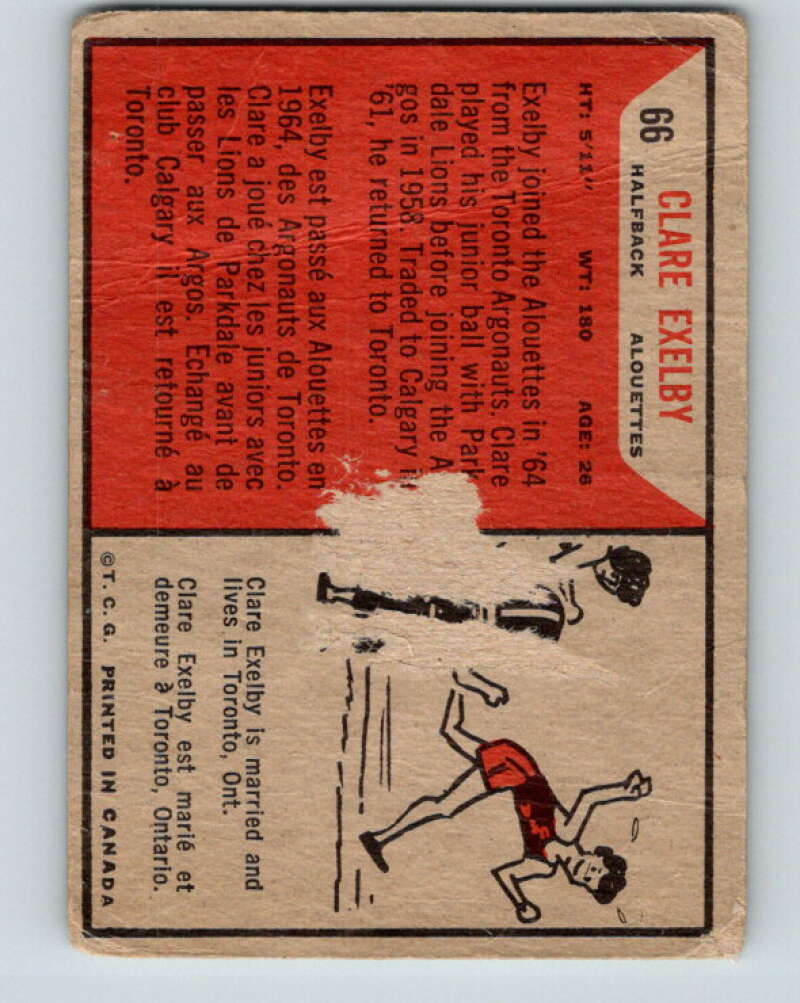 66 CLARE EXELBY
HALFBACK ALOUETTES
HT: 5'11" WT: 180 AGE: 26
Exelby joined the Alouettes in '64
from the Toronto Argonauts. Clare
played his junior ball with Park
dale Lions before joining the A
gos in 1958. Traded to Calgary i
'61, he returned to Toronto.
Exelby est passé aux Alouettes en
1964, des Argonauts de Toronto.
Clare a joué chez les juniors avec
les Lions de Parkdale avant de
passer aux Argos. Echangé au
club Calgary il est retourné à
Toronto.
Clare Exelby is married and
lives in Toronto, Ont.
Clare Exelby est marié et
demeure à Toronto, Ontario.
©T.C.G. PRINTED IN CANADA